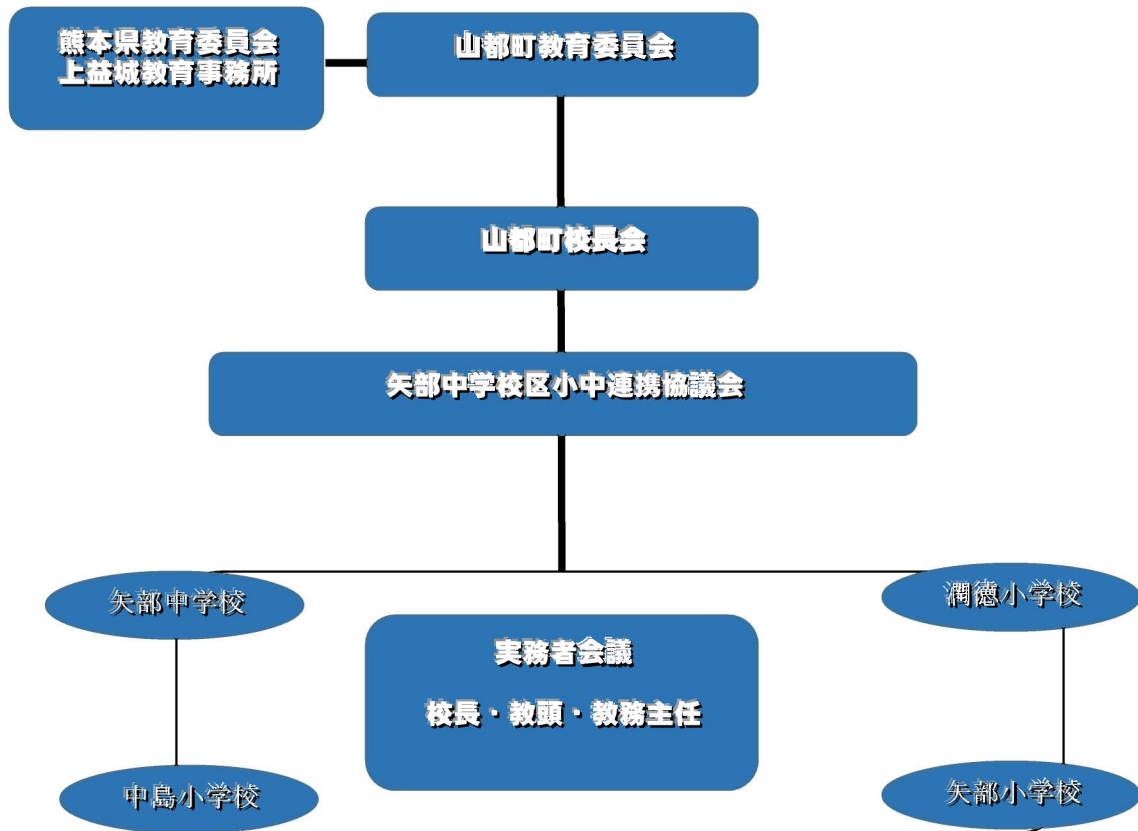 熊本県教育委員会
上益城教育事務所
山都町教育委員会
山都町校長会
矢部中学校区小中連携協議会
矢部中学校
潤徳小学校
実務者会議
校長・教頭・教務主任
中島小学校
矢部小学校